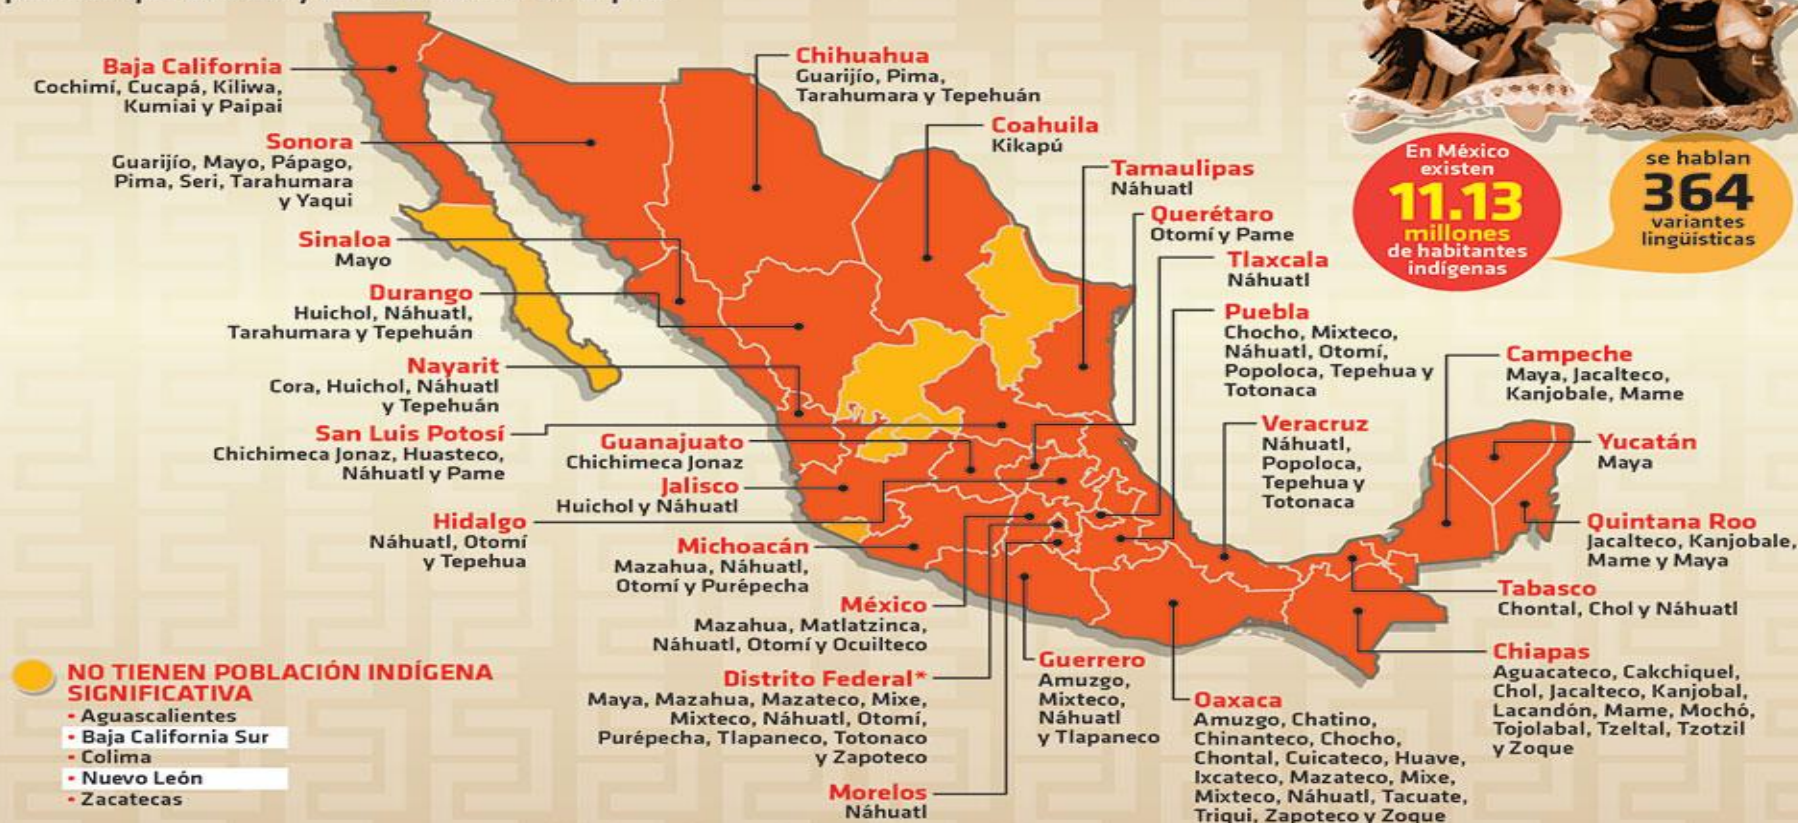 Baja California
Cochimí, Cucapá, Kiliwa,
Kumiai y Paipai
Sonora
Guarijío, Mayo, Pápago,
Pima, Seri, Tarahumara
y Yaqui
Sinaloa
Mayo
Durango
Huichol, Náhuatl,
Tarahumara y Tepehuán
Nayarit
Cora, Huichol, Náhuatl
y Tepehuán
San Luis Potosí
Chichimeca Jonaz, Huasteco,
Náhuatl y Pame
Guanajuato
Chichimeca Jonaz
Jalisco
Huichol y Náhuatl
Hidalgo
Náhuatl, Otomí
y Tepehua
Michoacán
Mazahua, Náhuatl,
Otomí y Purépecha
México
Mazahua, Matlatzinca,
Náhuatl, Otomí y Ocuilteco
Distrito Federal*
Maya, Mazahua, Mazateco, Mixe,
Mixteco, Náhuatl, Otomí,
Purépecha, Tlapaneco, Totonaco
y Zapoteco
Morelos
Náhuatl
Chihuahua
Guarijío, Pima,
Tarahumara y Tepehuán
Coahuila
Kikapú
Tamaulipas
Náhuatl
Querétaro
Otomí y Pame
Tlaxcala
Náhuatl
Puebla
Chocho, Mixteco,
Náhuatl, Otomí,
Popoloca, Tepehua y
Totonaca
Veracruz
Náhuatl,
Popoloca,
Tepehua y
Totonaca
Campeche
Maya, Jacalteco,
Kanjobale, Mame
Yucatán
Maya
Quintana Roo
Jacalteco, Kanjobale,
Mame y Maya
Tabasco
Chontal, Chol y Náhuatl
Chiapas
Aguacateco, Cakchiquel,
Chol, Jacalteco, Kanjobal,
Lacandón, Mame, Mochó,
Tojolabal, Tzeltal, Tzotzil
y Zoque
Guerrero
Amuzgo,
Mixteco,
Náhuatl
y Tlapaneco
Oaxaca
Amuzgo, Chatino,
Chinanteco, Chocho,
Chontal, Cuicateco, Huave,
Ixcateco, Mazateco, Mixe,
Mixteco, Náhuatl, Tacuate,
Triqui, Zapoteco y Zoque
En México
existen
11.13
millones
de habitantes
indígenas
se hablan
364
variantes
lingüísticas
NO TIENEN POBLACIÓN INDÍGENA
SIGNIFICATIVA
• Aguascalientes
• Baja California Sur
• Colima
• Nuevo León
• Zacatecas